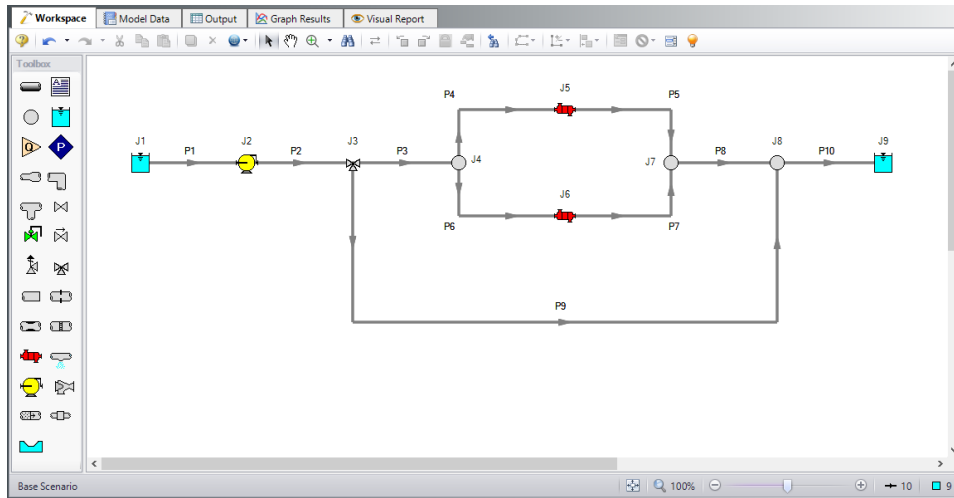 Workspace Model Data Output Graph Results Visual Report
Toolbox
A
Q P
P4 J5 P5
J1 P1 J2 P2 J3 P3 J4 J7 P8 J8 P10 J9
J6
P6 P7
P9
Base Scenario 100% 10 9